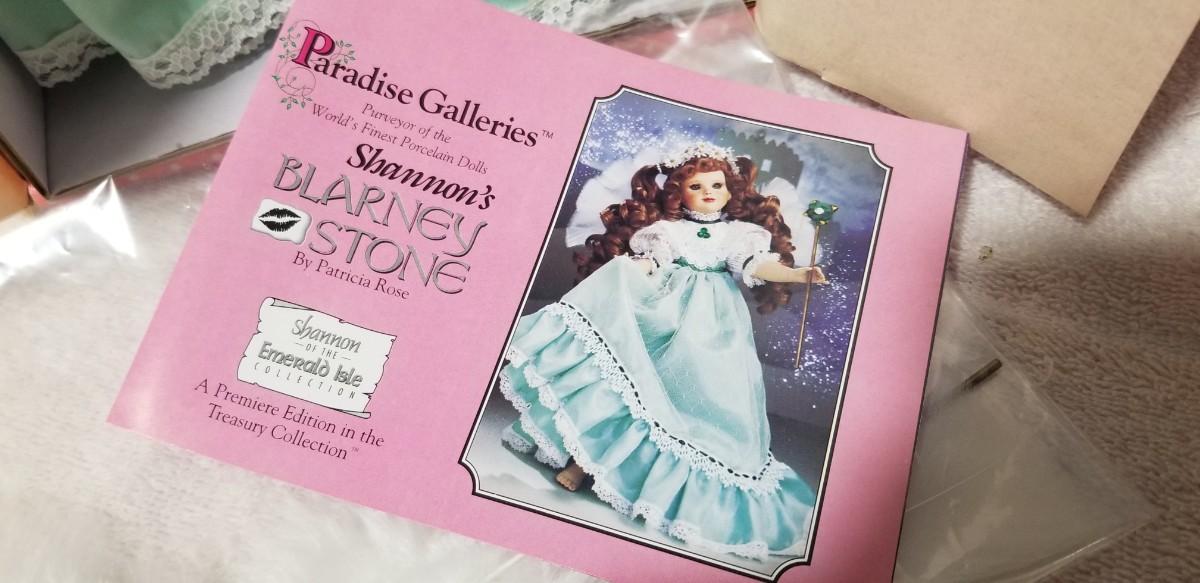 Paradise Galleries™
Purveyor of the
World's Finest Porcelain Dolls
Shannon's
BLARNEY
STONE
By Patricia Rose
Shannon
OF THE
Emerald Isle
COLLECTION
A Premiere Edition in the
Treasury Collection™